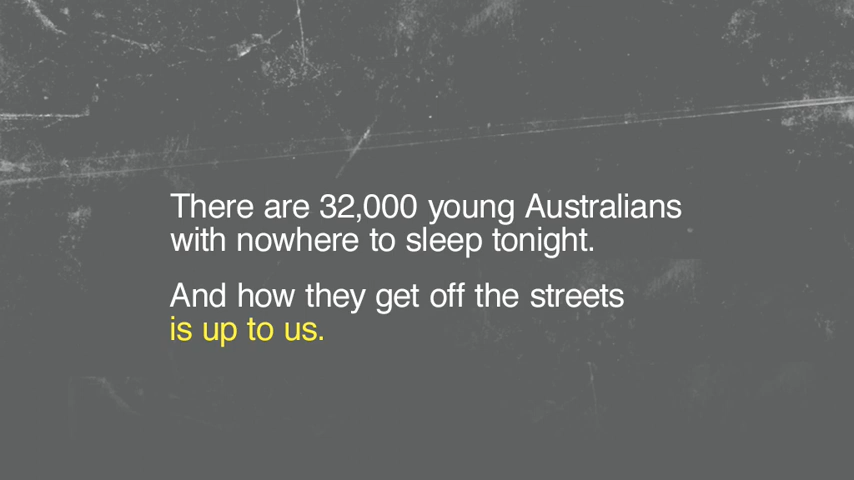 There are 32,000 young Australians
with nowhere to sleep tonight.
And how they get off the streets
is up to us.